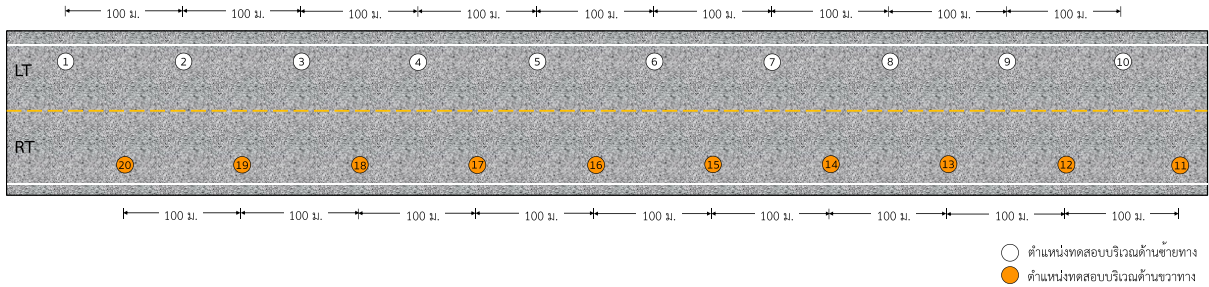 100 ม. 100 ม. 100 ม. 100 ม. 100 ม. 100 ม. 100 ม. 100 ม. 100 ม.
1 2 3 4 5 6 7 8 9 10
LT
RT
20 19 18 17 16 15 14 13 12 11
100 ม. 100 ม. 100 ม. 100 ม. 100 ม. 100 ม. 100 ม. 100 ม. 100 ม.
ตำแหน่งทดสอบบริเวณด้านซ้ายทาง
ตำแหน่งทดสอบบริเวณด้านขวาทาง